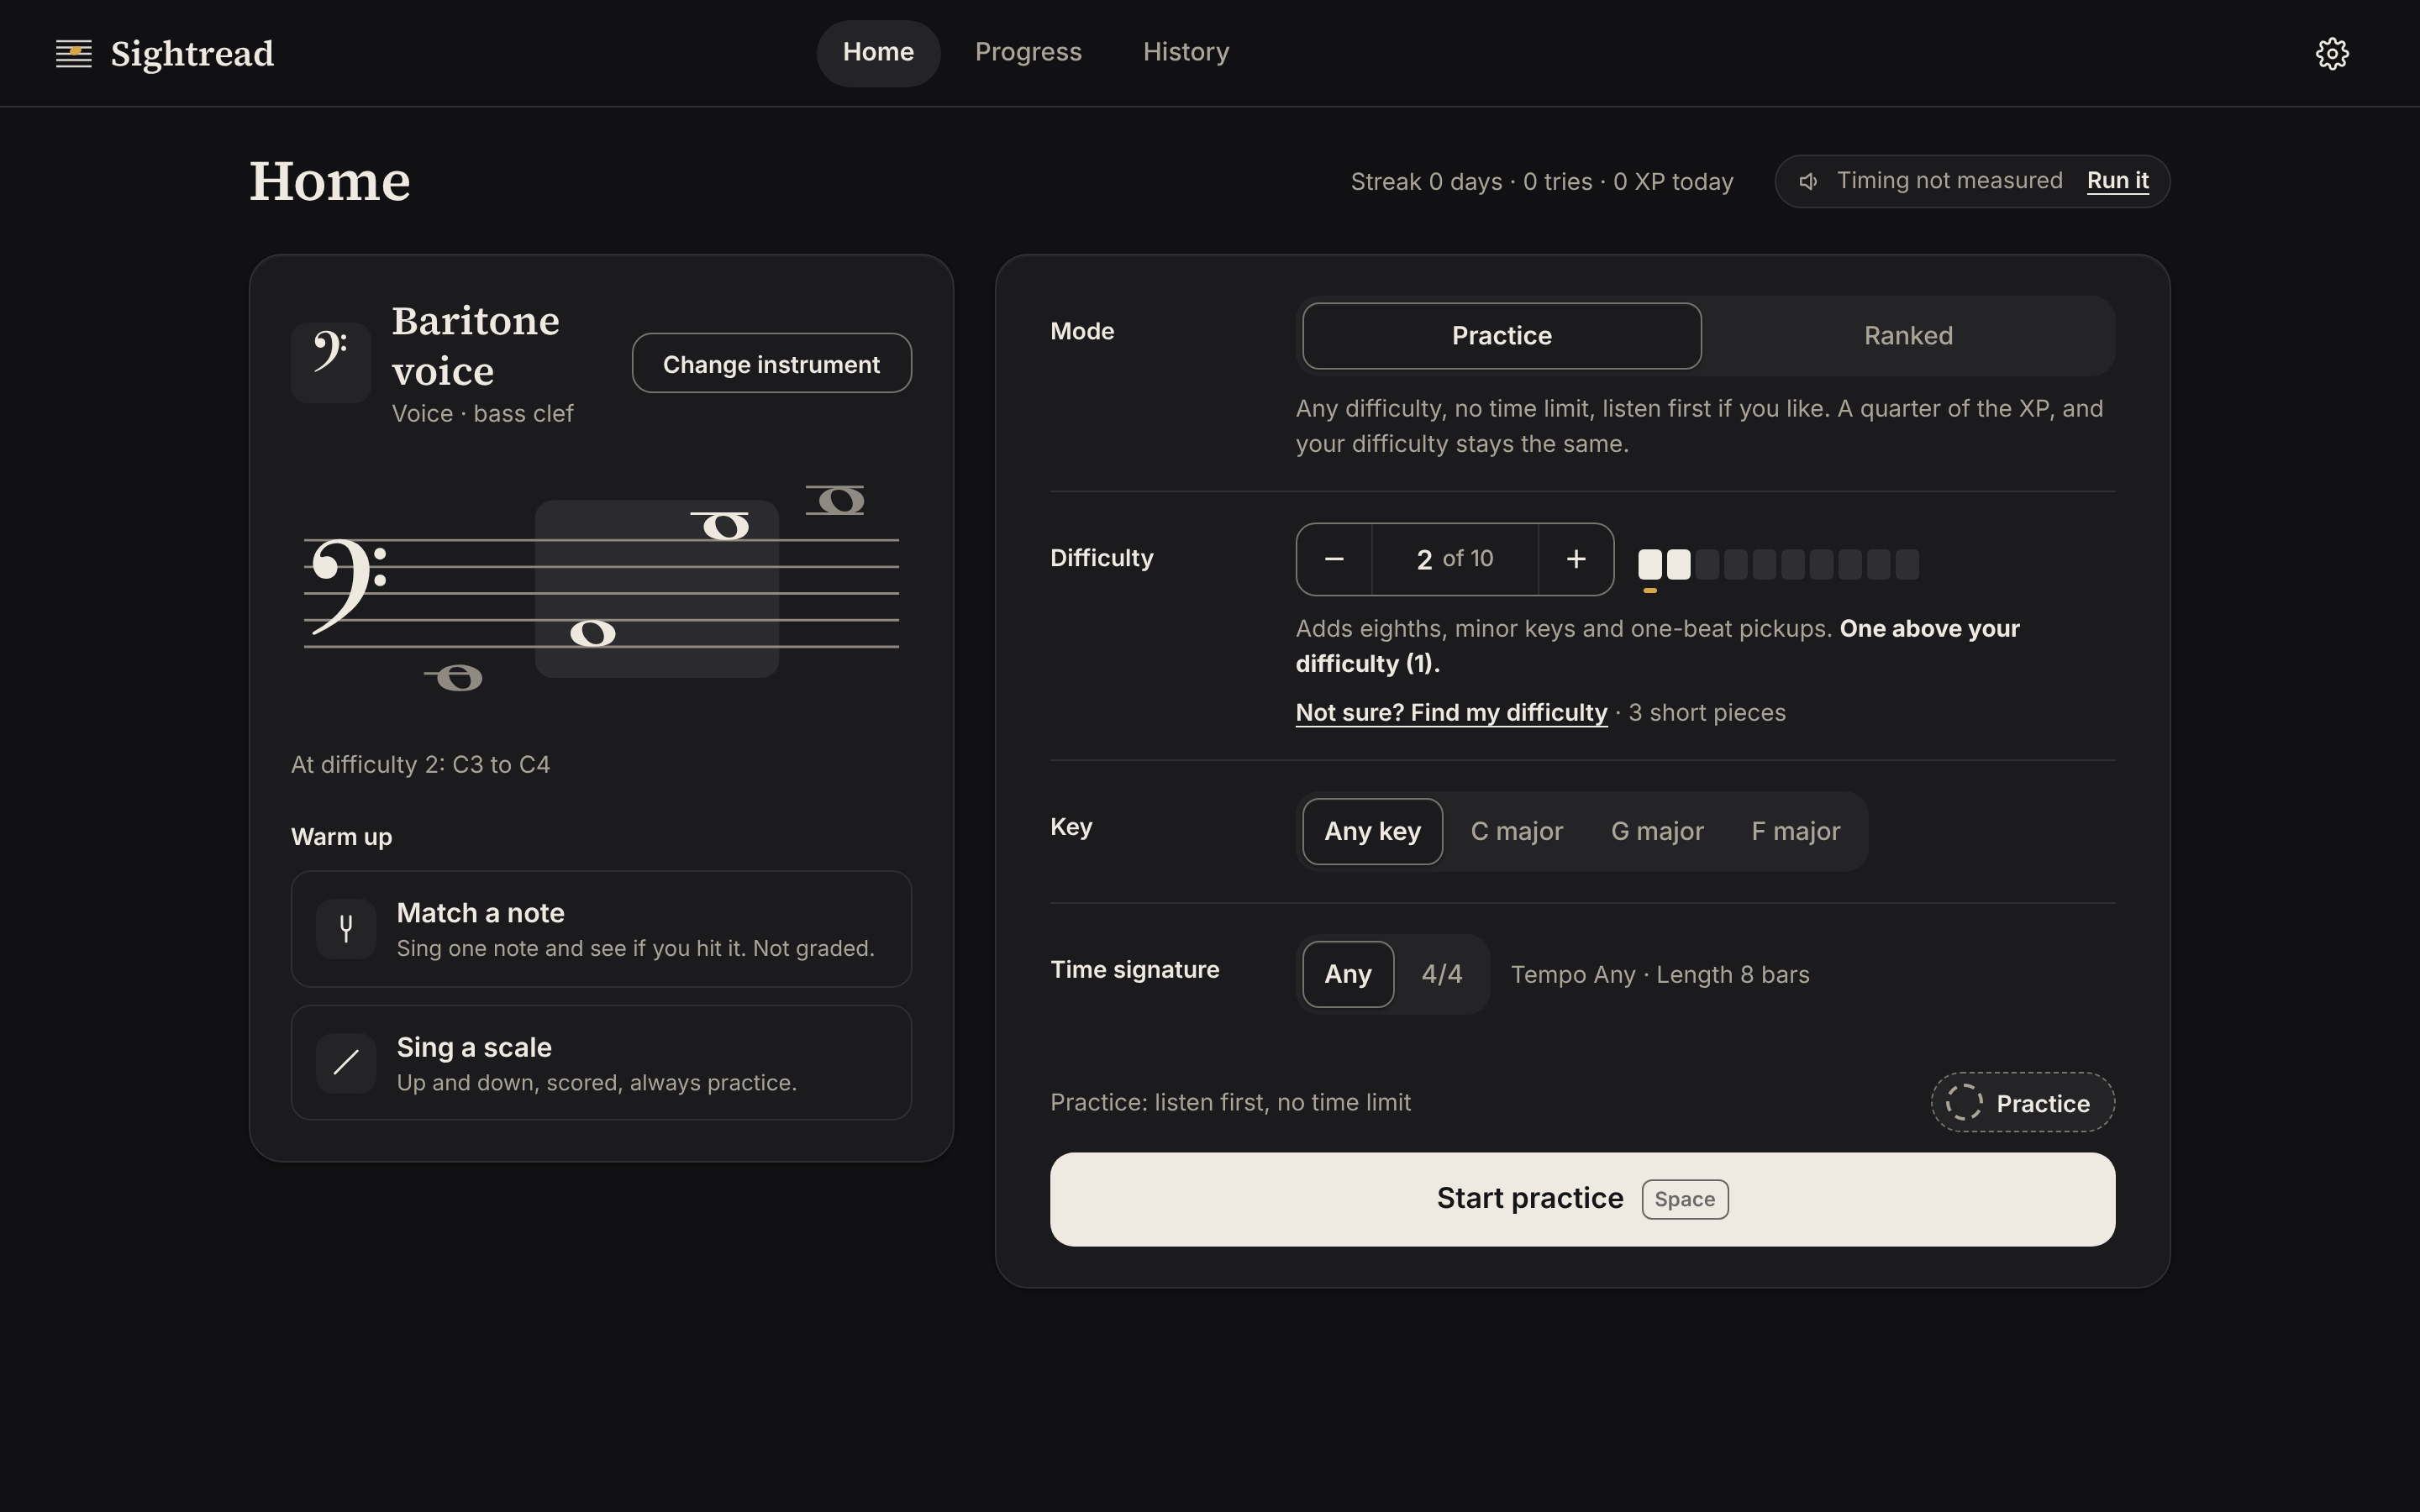 Sightread
Home
Progress
History
Home
Streak 0 days · 0 tries · 0 XP today
Timing not measured
Run it
Baritone
voice
Voice · bass clef
Change instrument
At difficulty 2: C3 to C4
Warm up
Match a note
Sing one note and see if you hit it. Not graded.
Sing a scale
Up and down, scored, always practice.
Mode
Practice
Ranked
Any difficulty, no time limit, listen first if you like. A quarter of the XP, and
your difficulty stays the same.
Difficulty
2 of 10
Adds eighths, minor keys and one-beat pickups. One above your
difficulty (1).
Not sure? Find my difficulty · 3 short pieces
Key
Any key
C major
G major
F major
Time signature
Any
4/4
Tempo Any · Length 8 bars
Practice: listen first, no time limit
Practice
Start practice
Space